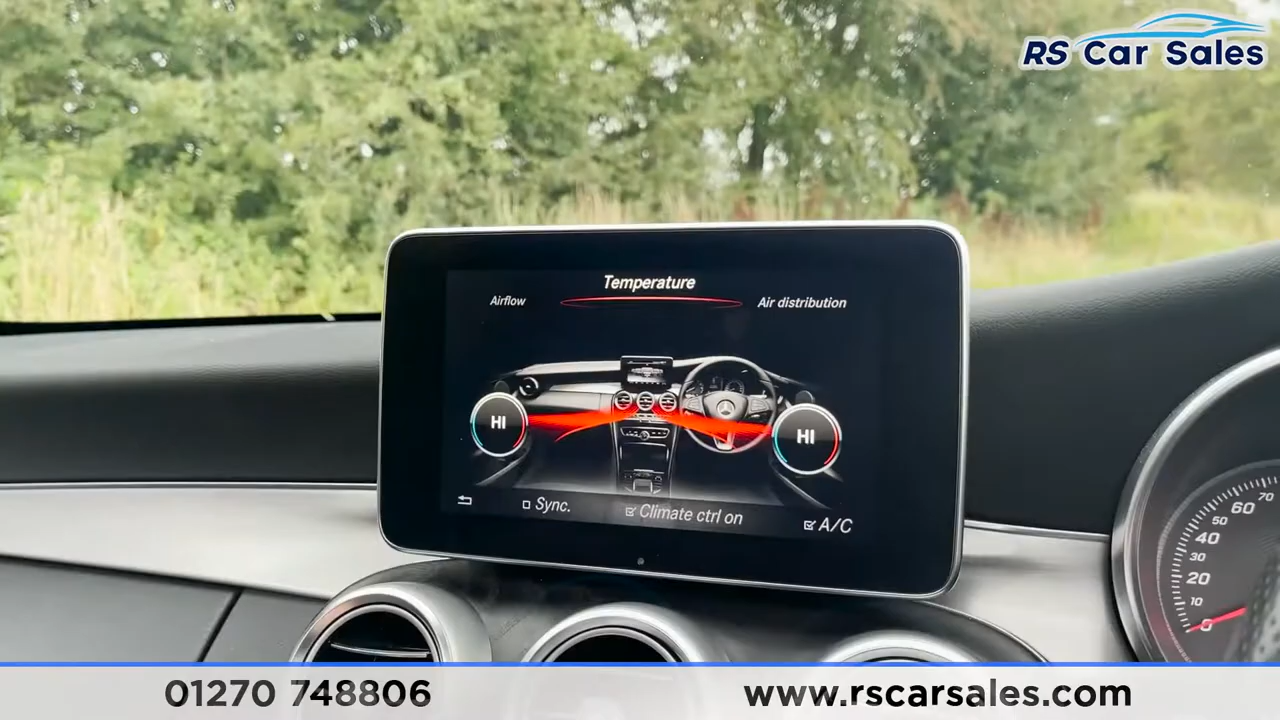 RS Car Sales
Temperature
Airflow
Air distribution
HI
HI
Sync.
Climate ctrl on
A/C
70
60
50
40
30
20
10
0
01270 748806
www.rscarsales.com